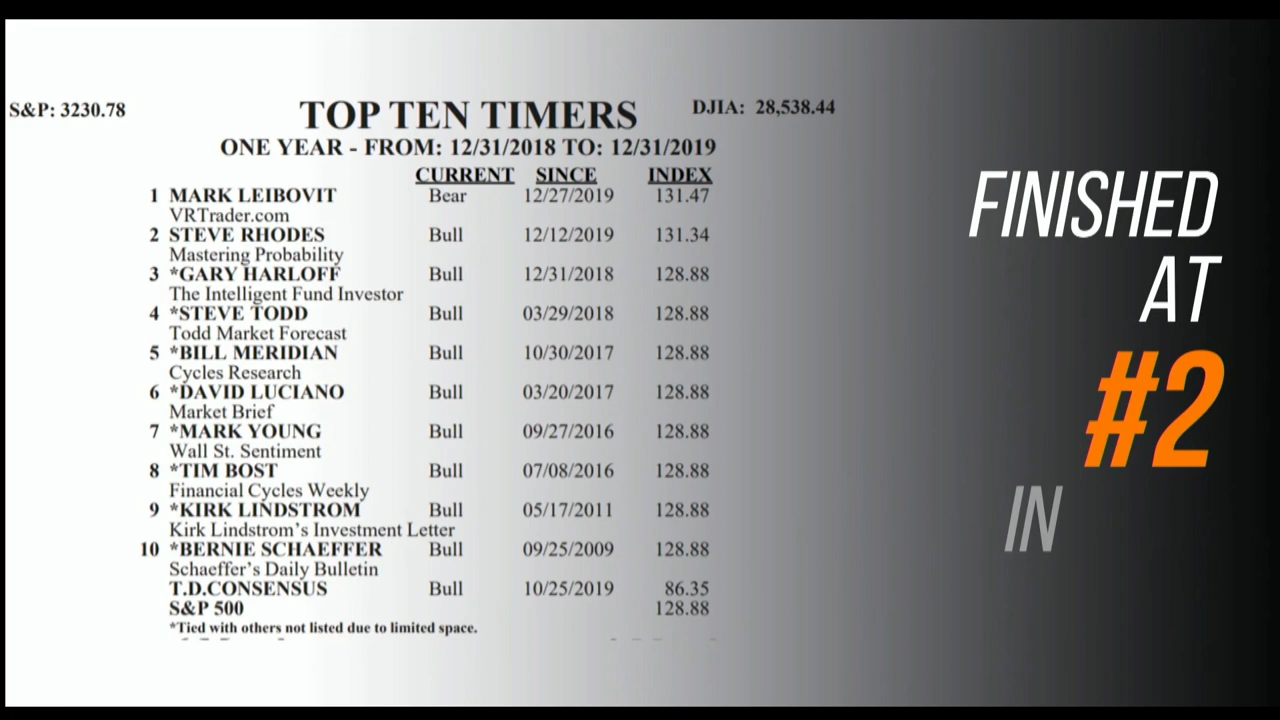 S&P: 3230.78
TOP TEN TIMERS
DJIA: 28,538.44
ONE YEAR - FROM: 12/31/2018 TO: 12/31/2019
CURRENT SINCE INDEX
1 MARK LEIBOVIT Bear 12/27/2019 131.47
VRTrader.com
2 STEVE RHODES Bull 12/12/2019 131.34
Mastering Probability
3 *GARY HARLOFF Bull 12/31/2018 128.88
The Intelligent Fund Investor
4 *STEVE TODD Bull 03/29/2018 128.88
Todd Market Forecast
5 *BILL MERIDIAN Bull 10/30/2017 128.88
Cycles Research
6 *DAVID LUCIANO Bull 03/20/2017 128.88
Market Brief
7 *MARK YOUNG Bull 09/27/2016 128.88
Wall St. Sentiment
8 *TIM BOST Bull 07/08/2016 128.88
Financial Cycles Weekly
9 *KIRK LINDSTROM Bull 05/17/2011 128.88
Kirk Lindstrom's Investment Letter
10 *BERNIE SCHAEFFER Bull 09/25/2009 128.88
Schaeffer's Daily Bulletin
T.D.CONSENSUS Bull 10/25/2019 86.35
S&P 500 128.88
*Tied with others not listed due to limited space.
FINISHED
AT
#2
IN